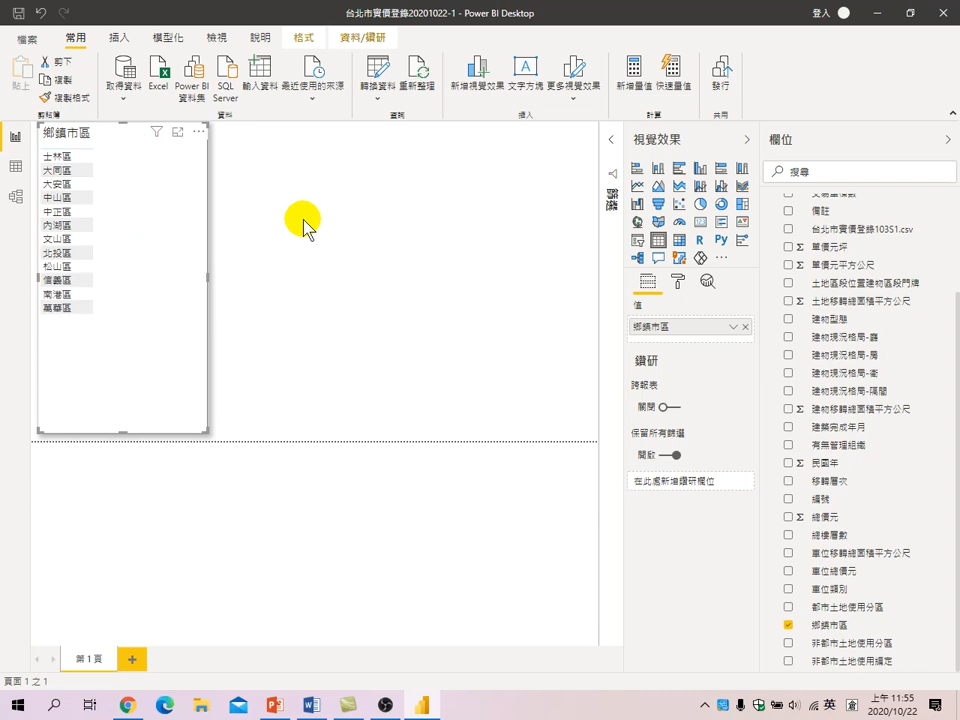 台北市實價登錄20201022-1 - Power BI Desktop
登入
檔案
常用
插入
模型化
檢視
說明
格式
資料/鑽研
貼上
剪下
複製
複製格式
剪貼簿
取得資料
Excel
Power BI 資料集
SQL Server
輸入資料
最近使用的來源
資料
轉換資料
重新整理
查詢
新增視覺效果
文字方塊
更多視覺效果
插入
新增量值
快速量值
計算
發行
共用
鄉鎮市區
士林區
大同區
大安區
中山區
中正區
內湖區
文山區
北投區
松山區
信義區
南港區
萬華區
篩選
視覺效果
R
Py
值
鄉鎮市區
鑽研
跨報表
關閉
保留所有篩選
開啟
在此處新增鑽研欄位
欄位
搜尋
備註
台北市實價登錄103S1.csv
單價元坪
單價元平方公尺
土地區段位置建物區段門牌
土地移轉總面積平方公尺
建物型態
建物現況格局-廳
建物現況格局-房
建物現況格局-衛
建物現況格局-隔間
建物移轉總面積平方公尺
建築完成年月
有無管理組織
民國年
移轉層次
編號
總價元
總樓層數
車位移轉總面積平方公尺
車位總價元
車位類別
都市土地使用分區
鄉鎮市區
非都市土地使用分區
非都市土地使用編定
第 1 頁
頁面 1 之 1
英
上午 11:55
2020/10/22